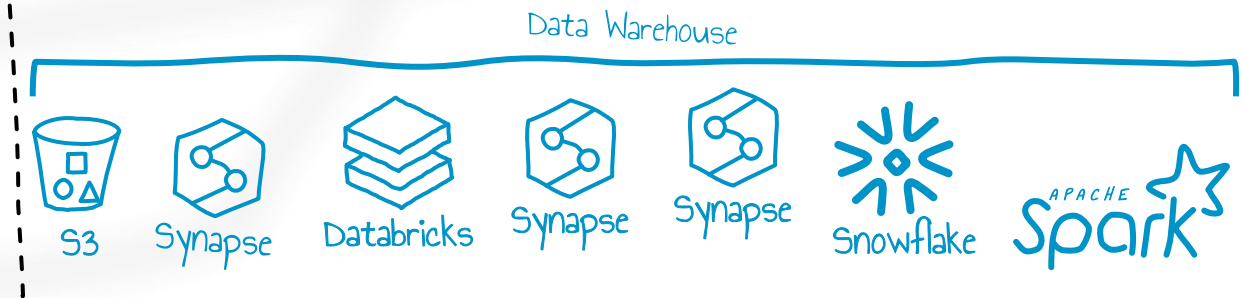 Data Warehouse
S3
Synapse
Databricks
Synapse
Synapse
Snowflake
APACHE
Spark